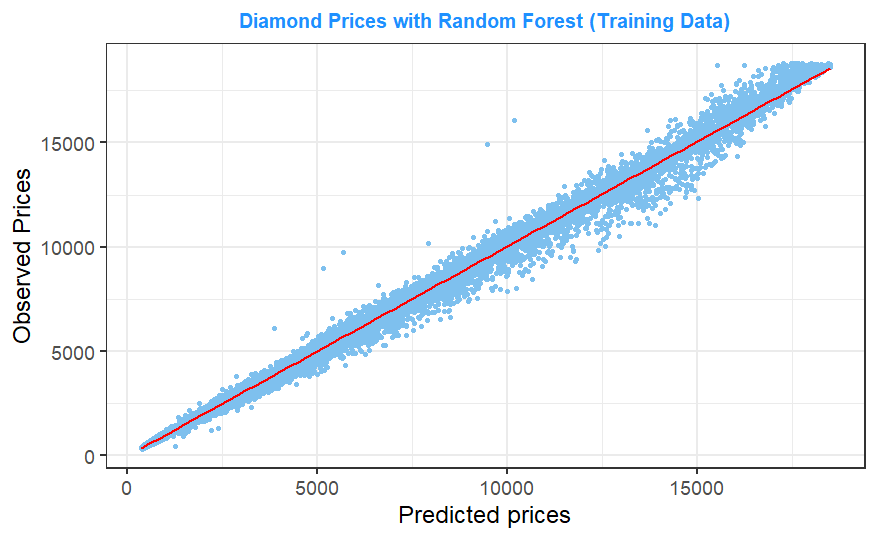 Diamond Prices with Random Forest (Training Data)
Observed Prices
15000
10000
5000
0
0 5000 10000 15000
Predicted prices